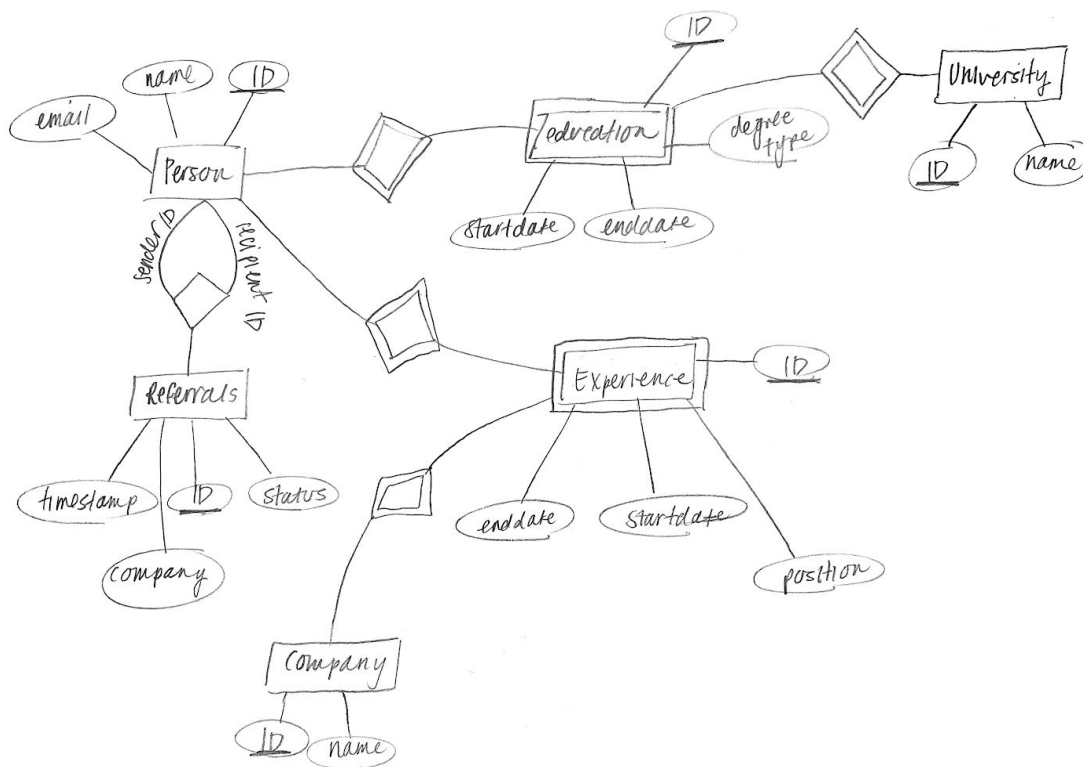 ID
name
ID
University
email
education
degree
type
Person
ID
name
startdate
enddate
sender ID
recipient
ID
ID
Experience
Referrals
timestamp
ID
status
enddate
startdate
company
position
Company
ID
name